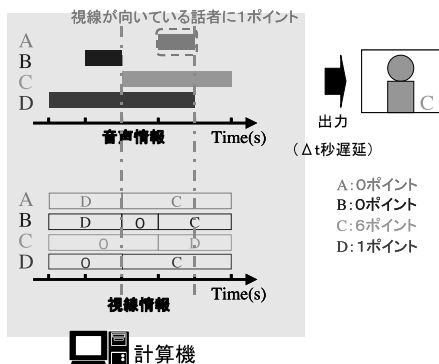 視線が向いている話者に1ポイント
A
B
C
D
音声情報 Time(s)
出力
(Δt秒遅延)
C
A:0ポイント
B:0ポイント
C:6ポイント
D:1ポイント
A D C
B D O C
C O D
D O C
視線情報 Time(s)
計算機